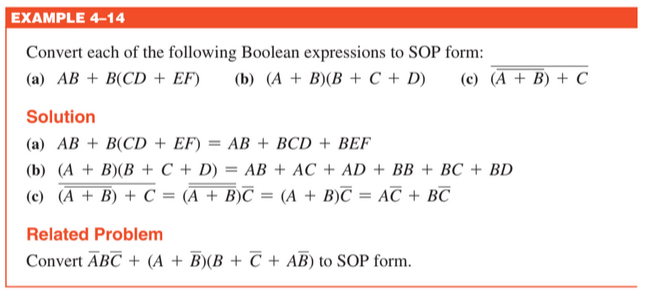 EXAMPLE 4–14
Convert each of the following Boolean expressions to SOP form:
(a) AB + B(CD + EF) (b) (A + B)(B + C + D) (c) $\overline{\overline{(A + B)} + C}$
Solution
(a) AB + B(CD + EF) = AB + BCD + BEF
(b) (A + B)(B + C + D) = AB + AC + AD + BB + BC + BD
(c) $\overline{\overline{(A + B)} + C} = (\overline{\overline{A + B}})\overline{C} = (A + B)\overline{C} = A\overline{C} + B\overline{C}$
Related Problem
Convert $\overline{A}B\overline{C} + (A + \overline{B})(B + \overline{C} + A\overline{B})$ to SOP form.